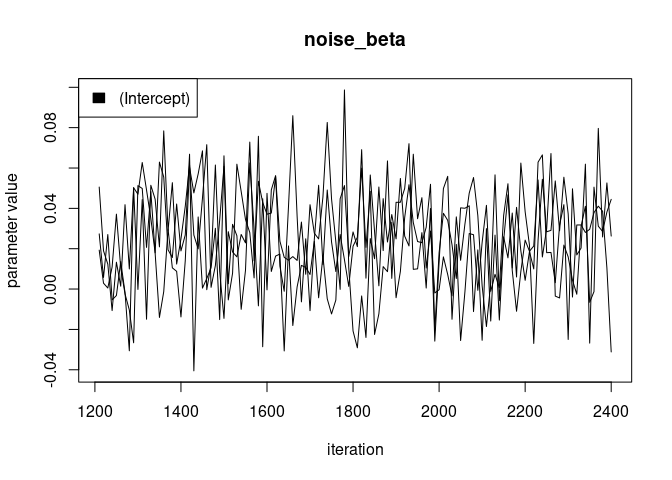 noise_beta
(Intercept)
parameter value
-0.04
0.00
0.04
0.08
1200 1400 1600 1800 2000 2200 2400
iteration